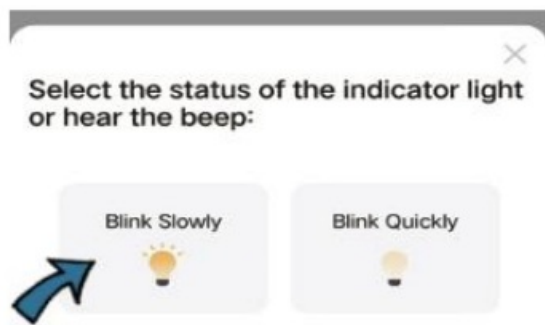 Select the status of the indicator light
or hear the beep:
Blink Slowly
Blink Quickly